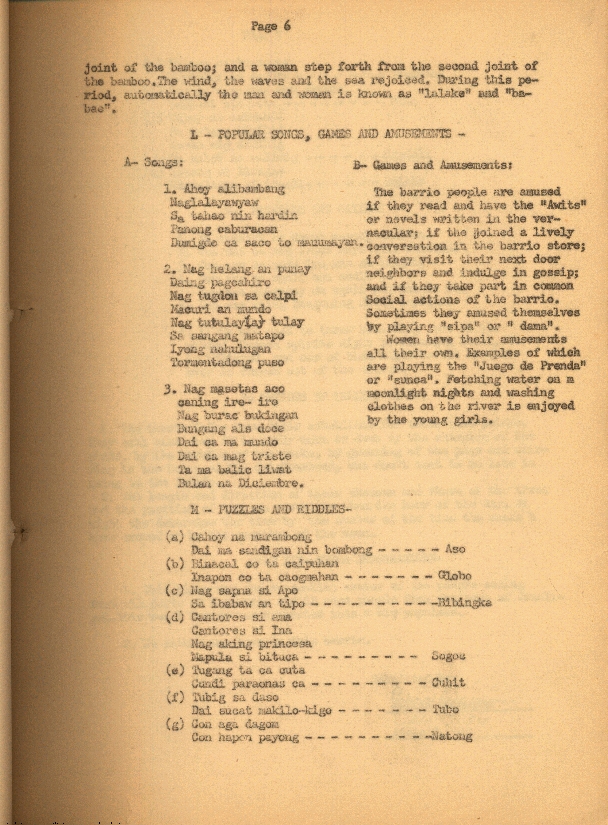 Page 6
joint of the bamboo; and a woman step forth from the second joint of
the bamboo.The wind, the waves and the sea rejoiced. During this pe-
riod, automatically the man and woman is known as "lalake" and "ba-
bae".
L - POPULAR SONGS, GAMES AND AMUSEMENTS -
A- Songs:
1. Ahoy alibambang
Naglalayawyaw
Sa tahao nin hardin
Panong caburacan
Dumigdo ca saco to mauumayan.
2. Nag helang an punay
Daing pagcahiro
Nag tugdon sa calpi
Macuri an mundo
Nag tutulaylay tulay
Sa sangang matapo
Iyong nahulugan
Tormentadong puso
3. Nag masetas aco
caning ire- ire
Nag burac bukingan
Bungang als doce
Dai ca ma mundo
Dai ca mag triste
Ta ma balic liwat
Bulan na Diciembre.
B- Games and Amusements:
The barrio people are amused
if they read and have the "Awits"
or novels written in the ver-
nacular; if the joined a lively
conversation in the barrio store;
if they visit their next door
neighbors and indulge in gossip;
and if they take part in common
Social actions of the barrio.
Sometimes they amused themselves
by playing "sipa" or " dama".
Women have their amusements
all their own. Examples of which
are playing the "Juego de Prenda"
or "sunca". Fetching water on a
moonlight nights and washing
clothes on the river is enjoyed
by the young girls.
M - PUZZLES AND RIDDLES-
(a) Cahoy na marambong
Dai ma sandigan nin bombong - - - - - Aso
(b) Binacal co ta caipuhan
Inapon co ta caogmahan - - - - - - - Globo
(c) Nag sapna si Apo
Sa ibabaw an tipo - - - - - - - - - -Bibingka
(d) Cantores si ama
Cantores si Ina
Nag aking princesa
Mapula si bituca - - - - - - - - - Sogos
(e) Tugang ta ca cuta
Cundi paraonas ca - - - - - - - - - Cuhit
(f) Tubig sa daso
Dai sucat makilo-kigo - - - - - - - Tubo
(g) Con aga dagom
Con hapon payong - - - - - - - - - -Natong